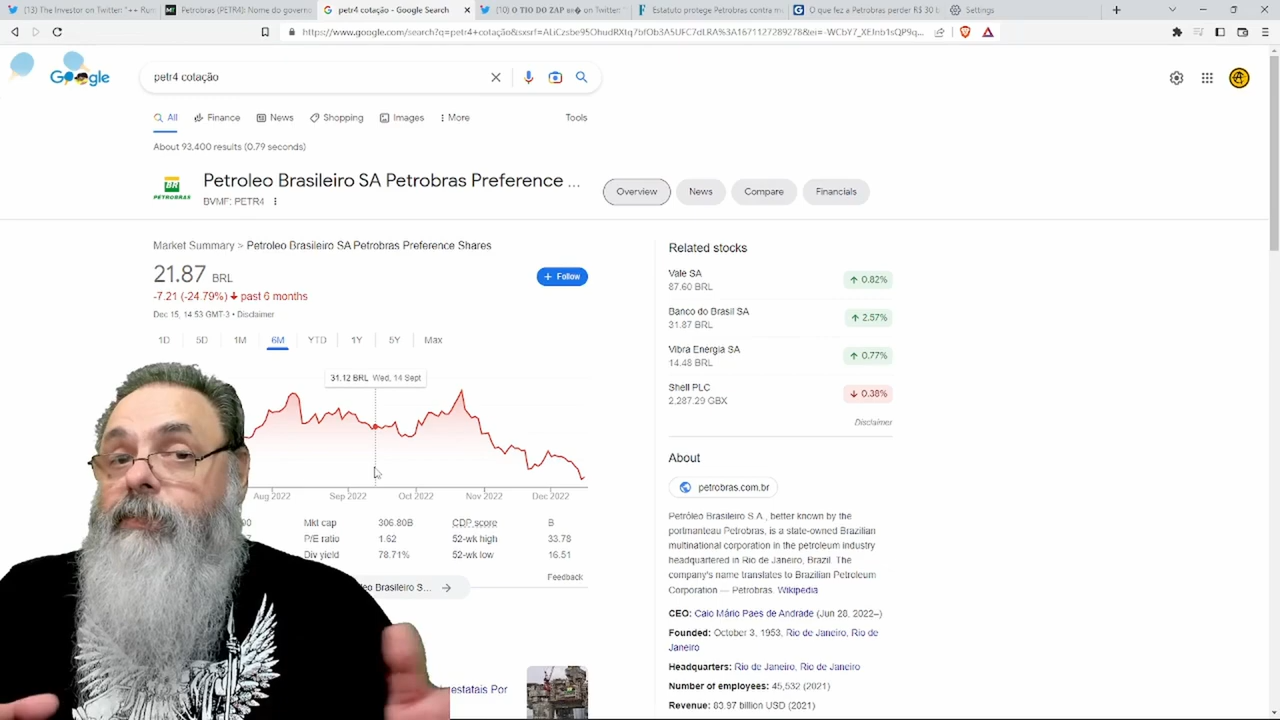 (13) The Investor on Twitter "++ Run
Petrobras (PETR4): Nome do governo
petr4 cotação - Google Search
(10) O TIO DO ZAP
on Twitter
Estatuto protege Petrobras contra m
O que fez a Petrobras perder R$ 30 b
Settings
Google
petr4 cotação
All
Finance
News
Shopping
Images
More
Tools
About 93,400 results (0.79 seconds)
BR
PETROBRAS
Petroleo Brasileiro SA Petrobras Preference ...
BVMF: PETR4
Overview
News
Compare
Financials
Market Summary > Petroleo Brasileiro SA Petrobras Preference Shares
21.87 BRL
+ Follow
-7.21 (-24.79%) ↓ past 6 months
Dec 15, 14:53 GMT-3 • Disclaimer
1D 5D 1M 6M YTD 1Y 5Y Max
31.12 BRL Wed, 14 Sept
Aug 2022 Sep 2022 Oct 2022 Nov 2022 Dec 2022
Mkt cap 306.80B CDP score B
P/E ratio 1.62 52-wk high 33.78
Div yield 78.71% 52-wk low 16.51
Feedback
Brasileiro S... →
estatais Por
Related stocks
Vale SA
87.60 BRL
↑ 0.82%
Banco do Brasil SA
31.87 BRL
↑ 2.57%
Vibra Energia SA
14.48 BRL
↑ 0.77%
Shell PLC
2,287.29 GBX
↓ 0.38%
Disclaimer
About
petrobras.com.br
Petróleo Brasileiro S.A., better known by the
portmanteau Petrobras, is a state-owned Brazilian
multinational corporation in the petroleum industry
headquartered in Rio de Janeiro, Brazil. The
company's name translates to Brazilian Petroleum
Corporation — Petrobras. Wikipedia
CEO: Caio Mário Paes de Andrade (Jun 28, 2022–)
Founded: October 3, 1953, Rio de Janeiro, Rio de
Janeiro
Headquarters: Rio de Janeiro, Rio de Janeiro
Number of employees: 45,532 (2021)
Revenue: 83.97 billion USD (2021)